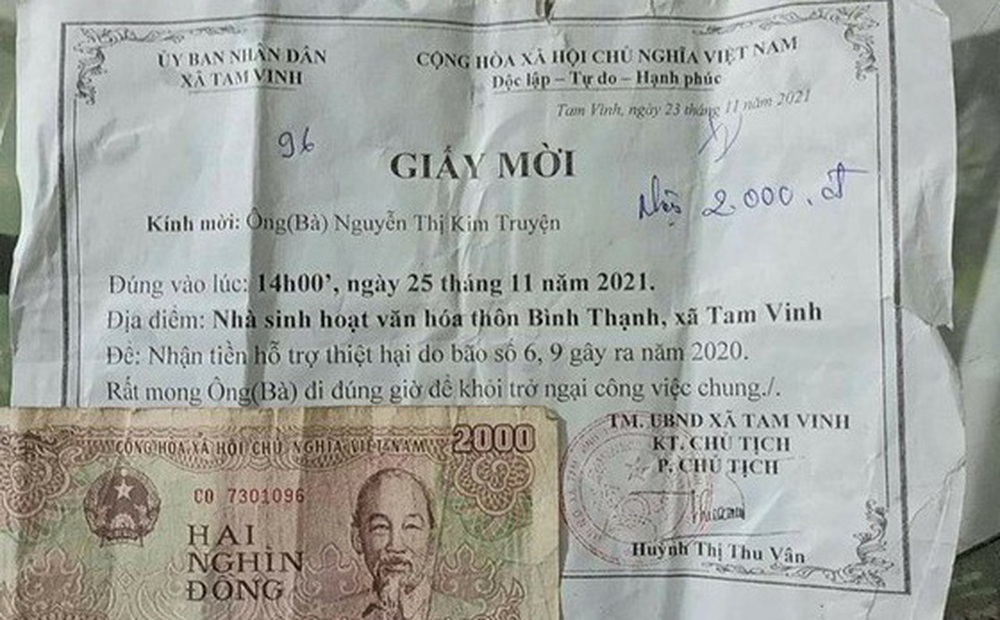 ỦY BAN NHÂN DÂN
XÃ TAM VINH
CỘNG HÒA XÃ HỘI CHỦ NGHĨA VIỆT NAM
Độc lập – Tự do – Hạnh phúc
Tam Vinh, ngày 23 tháng 11 năm 2021
96
GIẤY MỜI
Nhận 2.000.đ
Kính mời: Ông(Bà) Nguyễn Thị Kim Truyện
Đúng vào lúc: 14h00’, ngày 25 tháng 11 năm 2021.
Địa điểm: Nhà sinh hoạt văn hóa thôn Bình Thạnh, xã Tam Vinh
Đề: Nhận tiền hỗ trợ thiệt hại do bão số 6, 9 gây ra năm 2020.
Rất mong Ông(Bà) đi đúng giờ để khỏi trở ngại công việc chung./.
TM. UBND XÃ TAM VINH
KT. CHỦ TỊCH
P. CHỦ TỊCH
Huỳnh Thị Thu Vân
CỘNG HÒA XÃ HỘI CHỦ NGHĨA VIỆT NAM
2000
CO 7301096
HAI
NGHÌN
ĐỒNG